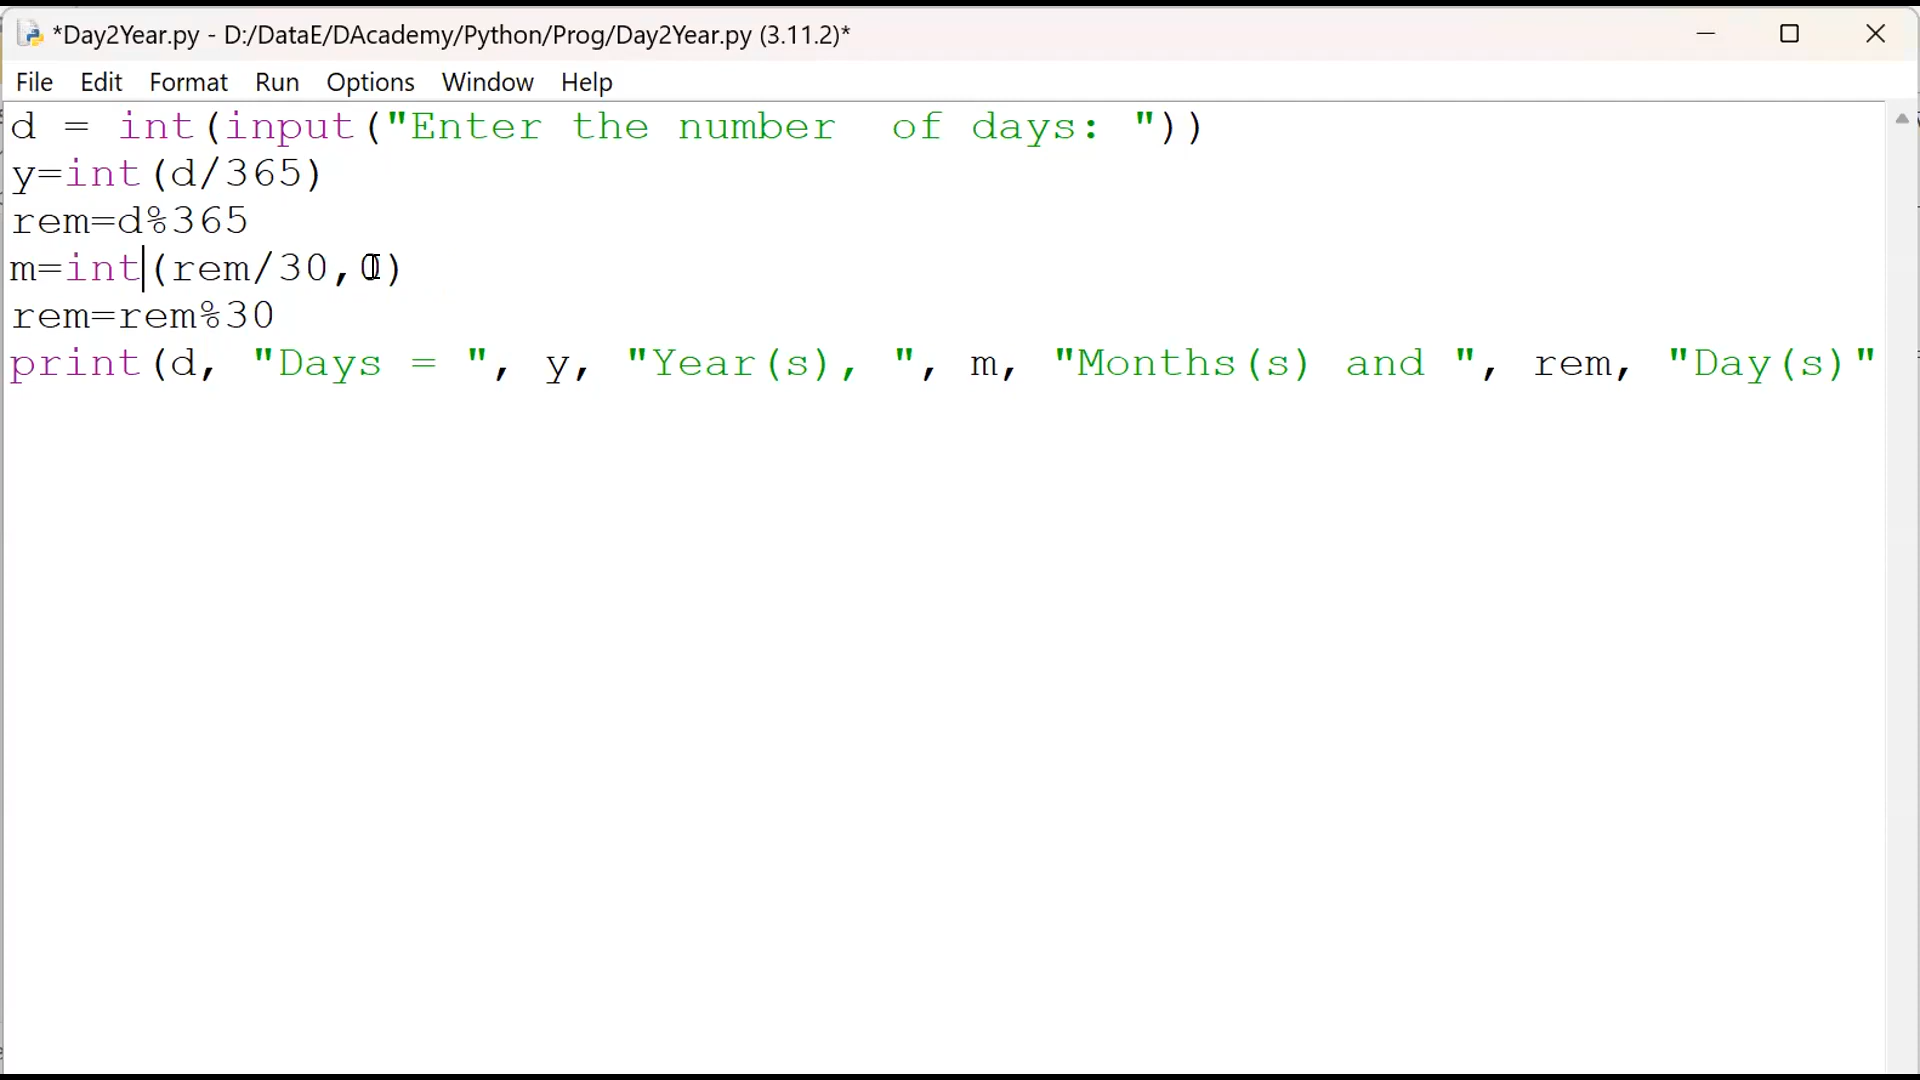 *Day2Year.py - D:/DataE/DAcademy/Python/Prog/Day2Year.py (3.11.2)*
File Edit Format Run Options Window Help
d = int(input("Enter the number  of days: "))
y=int(d/365)
rem=d%365
m=int(rem/30,0)
rem=rem%30
print(d, "Days = ", y, "Year(s), ", m, "Months(s) and ", rem, "Day(s)"